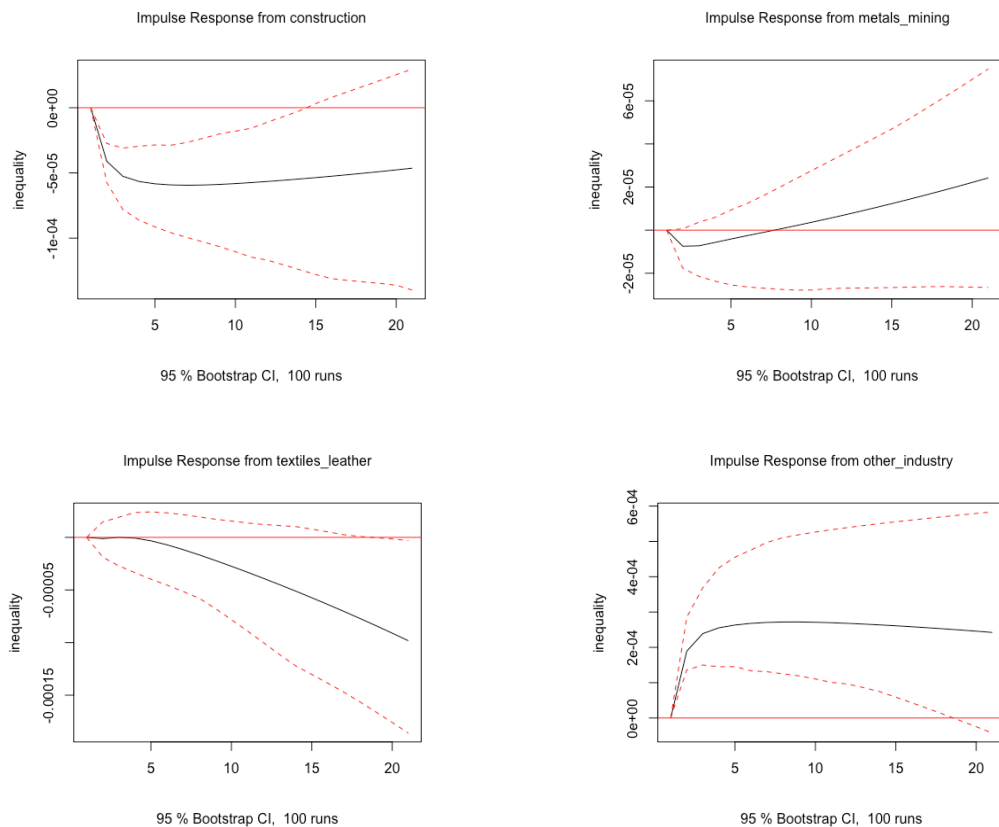 Impulse Response from construction
inequality
0e+00
-5e-05
-1e-04
5 10 15 20
95 % Bootstrap CI, 100 runs
Impulse Response from metals_mining
inequality
6e-05
2e-05
-2e-05
5 10 15 20
95 % Bootstrap CI, 100 runs
Impulse Response from textiles_leather
inequality
-0.00005
-0.00015
5 10 15 20
95 % Bootstrap CI, 100 runs
Impulse Response from other_industry
inequality
6e-04
4e-04
2e-04
0e+00
5 10 15 20
95 % Bootstrap CI, 100 runs